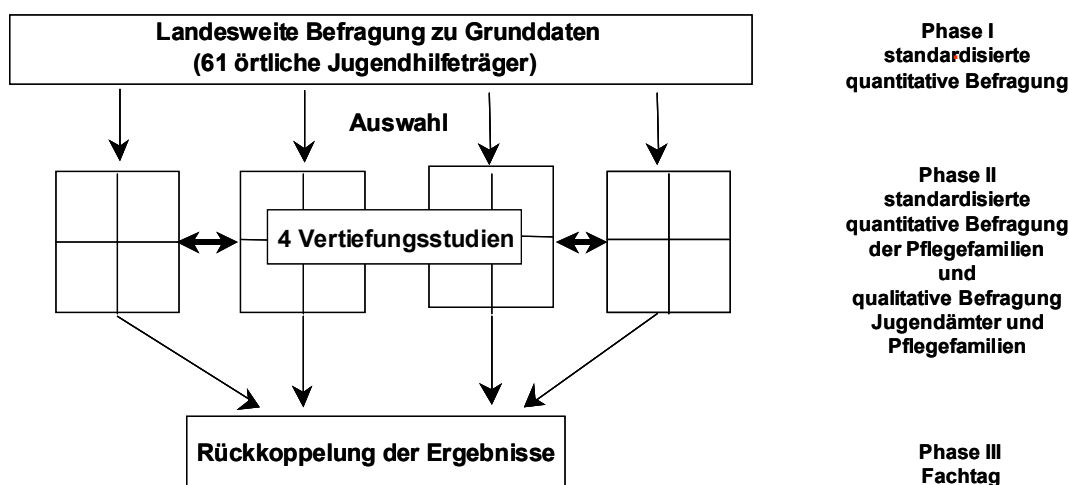 Landesweite Befragung zu Grunddaten
(61 örtliche Jugendhilfeträger)
Phase I
standardisierte
quantitative Befragung
Auswahl
4 Vertiefungsstudien
Phase II
standardisierte
quantitative Befragung
der Pflegefamilien
und
qualitative Befragung
Jugendämter und
Pflegefamilien
Rückkoppelung der Ergebnisse
Phase III
Fachtag